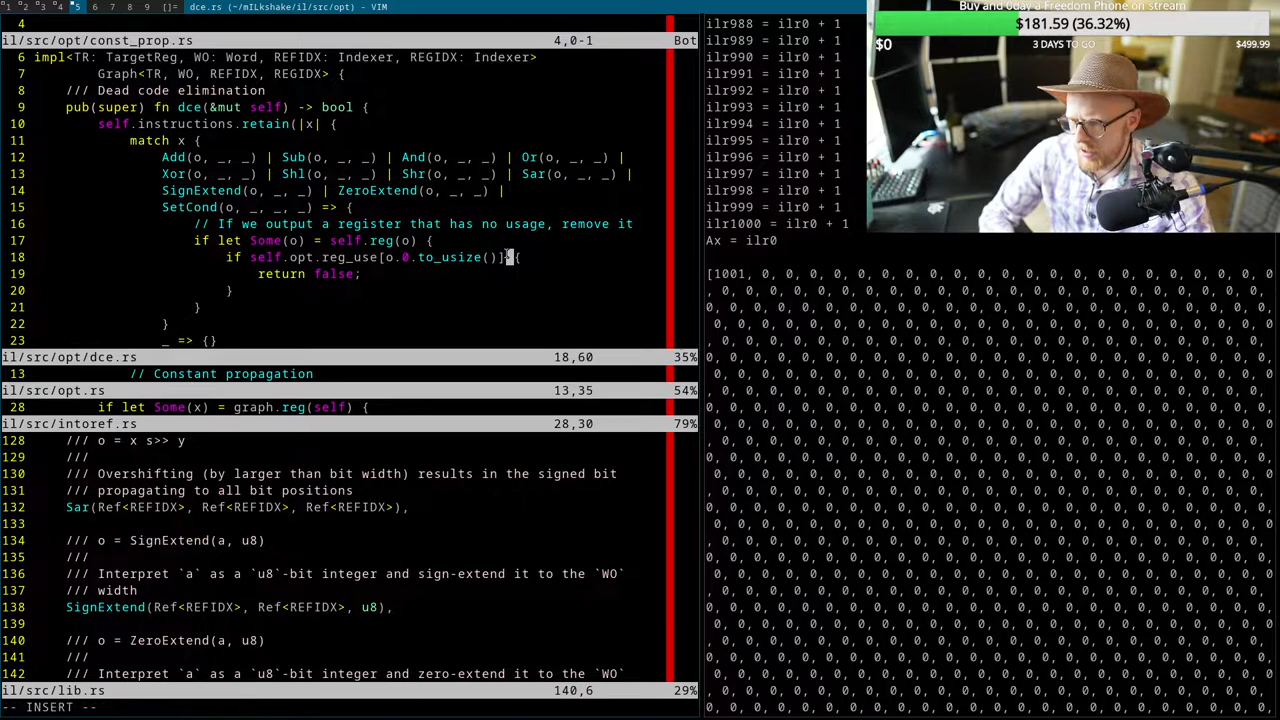 1 2 3 4 5 6 7 8 9 []= dce.rs (~/mILkshake/il/src/opt) - VIM
4
il/src/opt/const_prop.rs 4,0-1 Bot
6 impl<TR: TargetReg, WO: Word, REFIDX: Indexer, REGIDX: Indexer>
7 Graph<TR, WO, REFIDX, REGIDX> {
8 /// Dead code elimination
9 pub(super) fn dce(&mut self) -> bool {
10 self.instructions.retain(|x| {
11 match x {
12 Add(o, _, _) | Sub(o, _, _) | And(o, _, _) | Or(o, _, _) |
13 Xor(o, _, _) | Shl(o, _, _) | Shr(o, _, _) | Sar(o, _, _) |
14 SignExtend(o, _, _) | ZeroExtend(o, _, _) |
15 SetCond(o, _, _, _) => {
16 // If we output a register that has no usage, remove it
17 if let Some(o) = self.reg(o) {
18 if self.opt.reg_use[o.0.to_usize()] {
19 return false;
20 }
21 }
22 }
23 _ => {}
il/src/opt/dce.rs 18,60 35%
13 // Constant propagation
il/src/opt.rs 13,35 54%
28 if let Some(x) = graph.reg(self) {
il/src/intoref.rs 28,30 79%
128 /// o = x s>> y
129 ///
130 /// Overshifting (by larger than bit width) results in the signed bit
131 /// propagating to all bit positions
132 Sar(Ref<REFIDX>, Ref<REFIDX>, Ref<REFIDX>),
133
134 /// o = SignExtend(a, u8)
135 ///
136 /// Interpret `a` as a `u8`-bit integer and sign-extend it to the `WO`
137 /// width
138 SignExtend(Ref<REFIDX>, Ref<REFIDX>, u8),
139
140 /// o = ZeroExtend(a, u8)
141 ///
142 /// Interpret `a` as a `u8`-bit integer and zero-extend it to the `WO`
il/src/lib.rs 140,6 29%
-- INSERT --
ilr988 = ilr0 + 1
ilr989 = ilr0 + 1
ilr990 = ilr0 + 1
ilr991 = ilr0 + 1
ilr992 = ilr0 + 1
ilr993 = ilr0 + 1
ilr994 = ilr0 + 1
ilr995 = ilr0 + 1
ilr996 = ilr0 + 1
ilr997 = ilr0 + 1
ilr998 = ilr0 + 1
ilr999 = ilr0 + 1
ilr1000 = ilr0 + 1
Ax = ilr0
[1001, 0, 0, 0, 0, 0, 0, 0, 0, 0, 0, 0, 0, 0, 0, 0, 0, 0, 0, 0, 0, 0, 0
Buy and 0day a Freedom Phone on stream
$181.59 (36.32%)
$0 3 DAYS TO GO $499.99